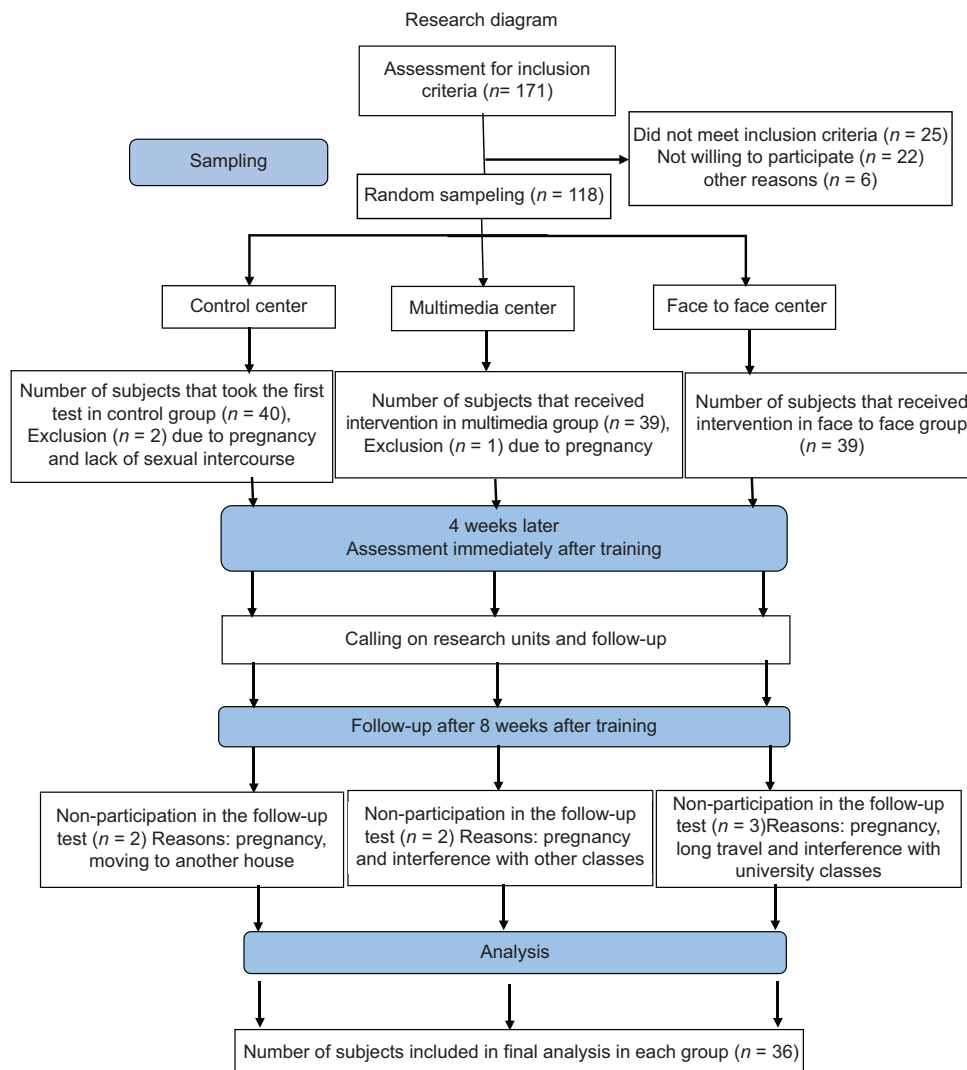 Research diagram
Assessment for inclusion
criteria (n= 171)
Did not meet inclusion criteria (n = 25)
Not willing to participate (n = 22)
other reasons (n = 6)
Sampling
Random sampeling (n = 118)
Control center
Multimedia center
Face to face center
Number of subjects that took the first
test in control group (n = 40),
Exclusion (n = 2) due to pregnancy
and lack of sexual intercourse
Number of subjects that received
intervention in multimedia group (n = 39),
Exclusion (n = 1) due to pregnancy
Number of subjects that received
intervention in face to face group
(n = 39)
4 weeks later
Assessment immediately after training
Calling on research units and follow-up
Follow-up after 8 weeks after training
Non-participation in the follow-up
test (n = 2) Reasons: pregnancy,
moving to another house
Non-participation in the follow-up
test (n = 2) Reasons: pregnancy
and interference with other classes
Non-participation in the follow-up
test (n = 3)Reasons: pregnancy,
long travel and interference with
university classes
Analysis
Number of subjects included in final analysis in each group (n = 36)